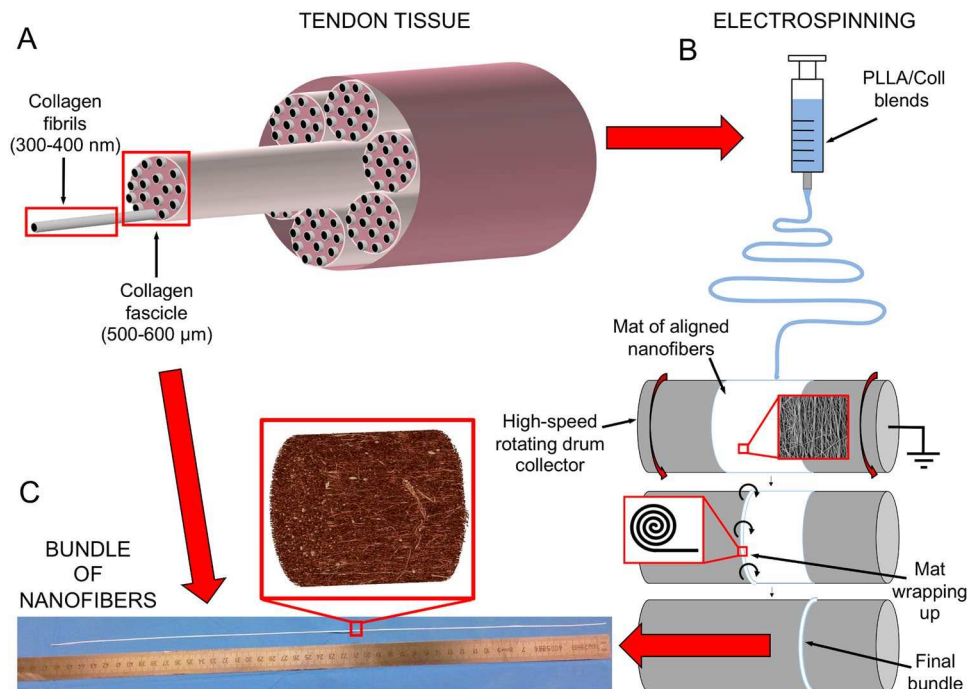 TENDON TISSUE
ELECTROSPINNING
A
B
Collagen
fibrils
(300-400 nm)
PLLA/Coll
blends
Collagen
fascicle
(500-600 µm)
Mat of aligned
nanofibers
High-speed
rotating drum
collector
C
BUNDLE
OF
NANOFIBERS
Mat
wrapping
up
Final
bundle